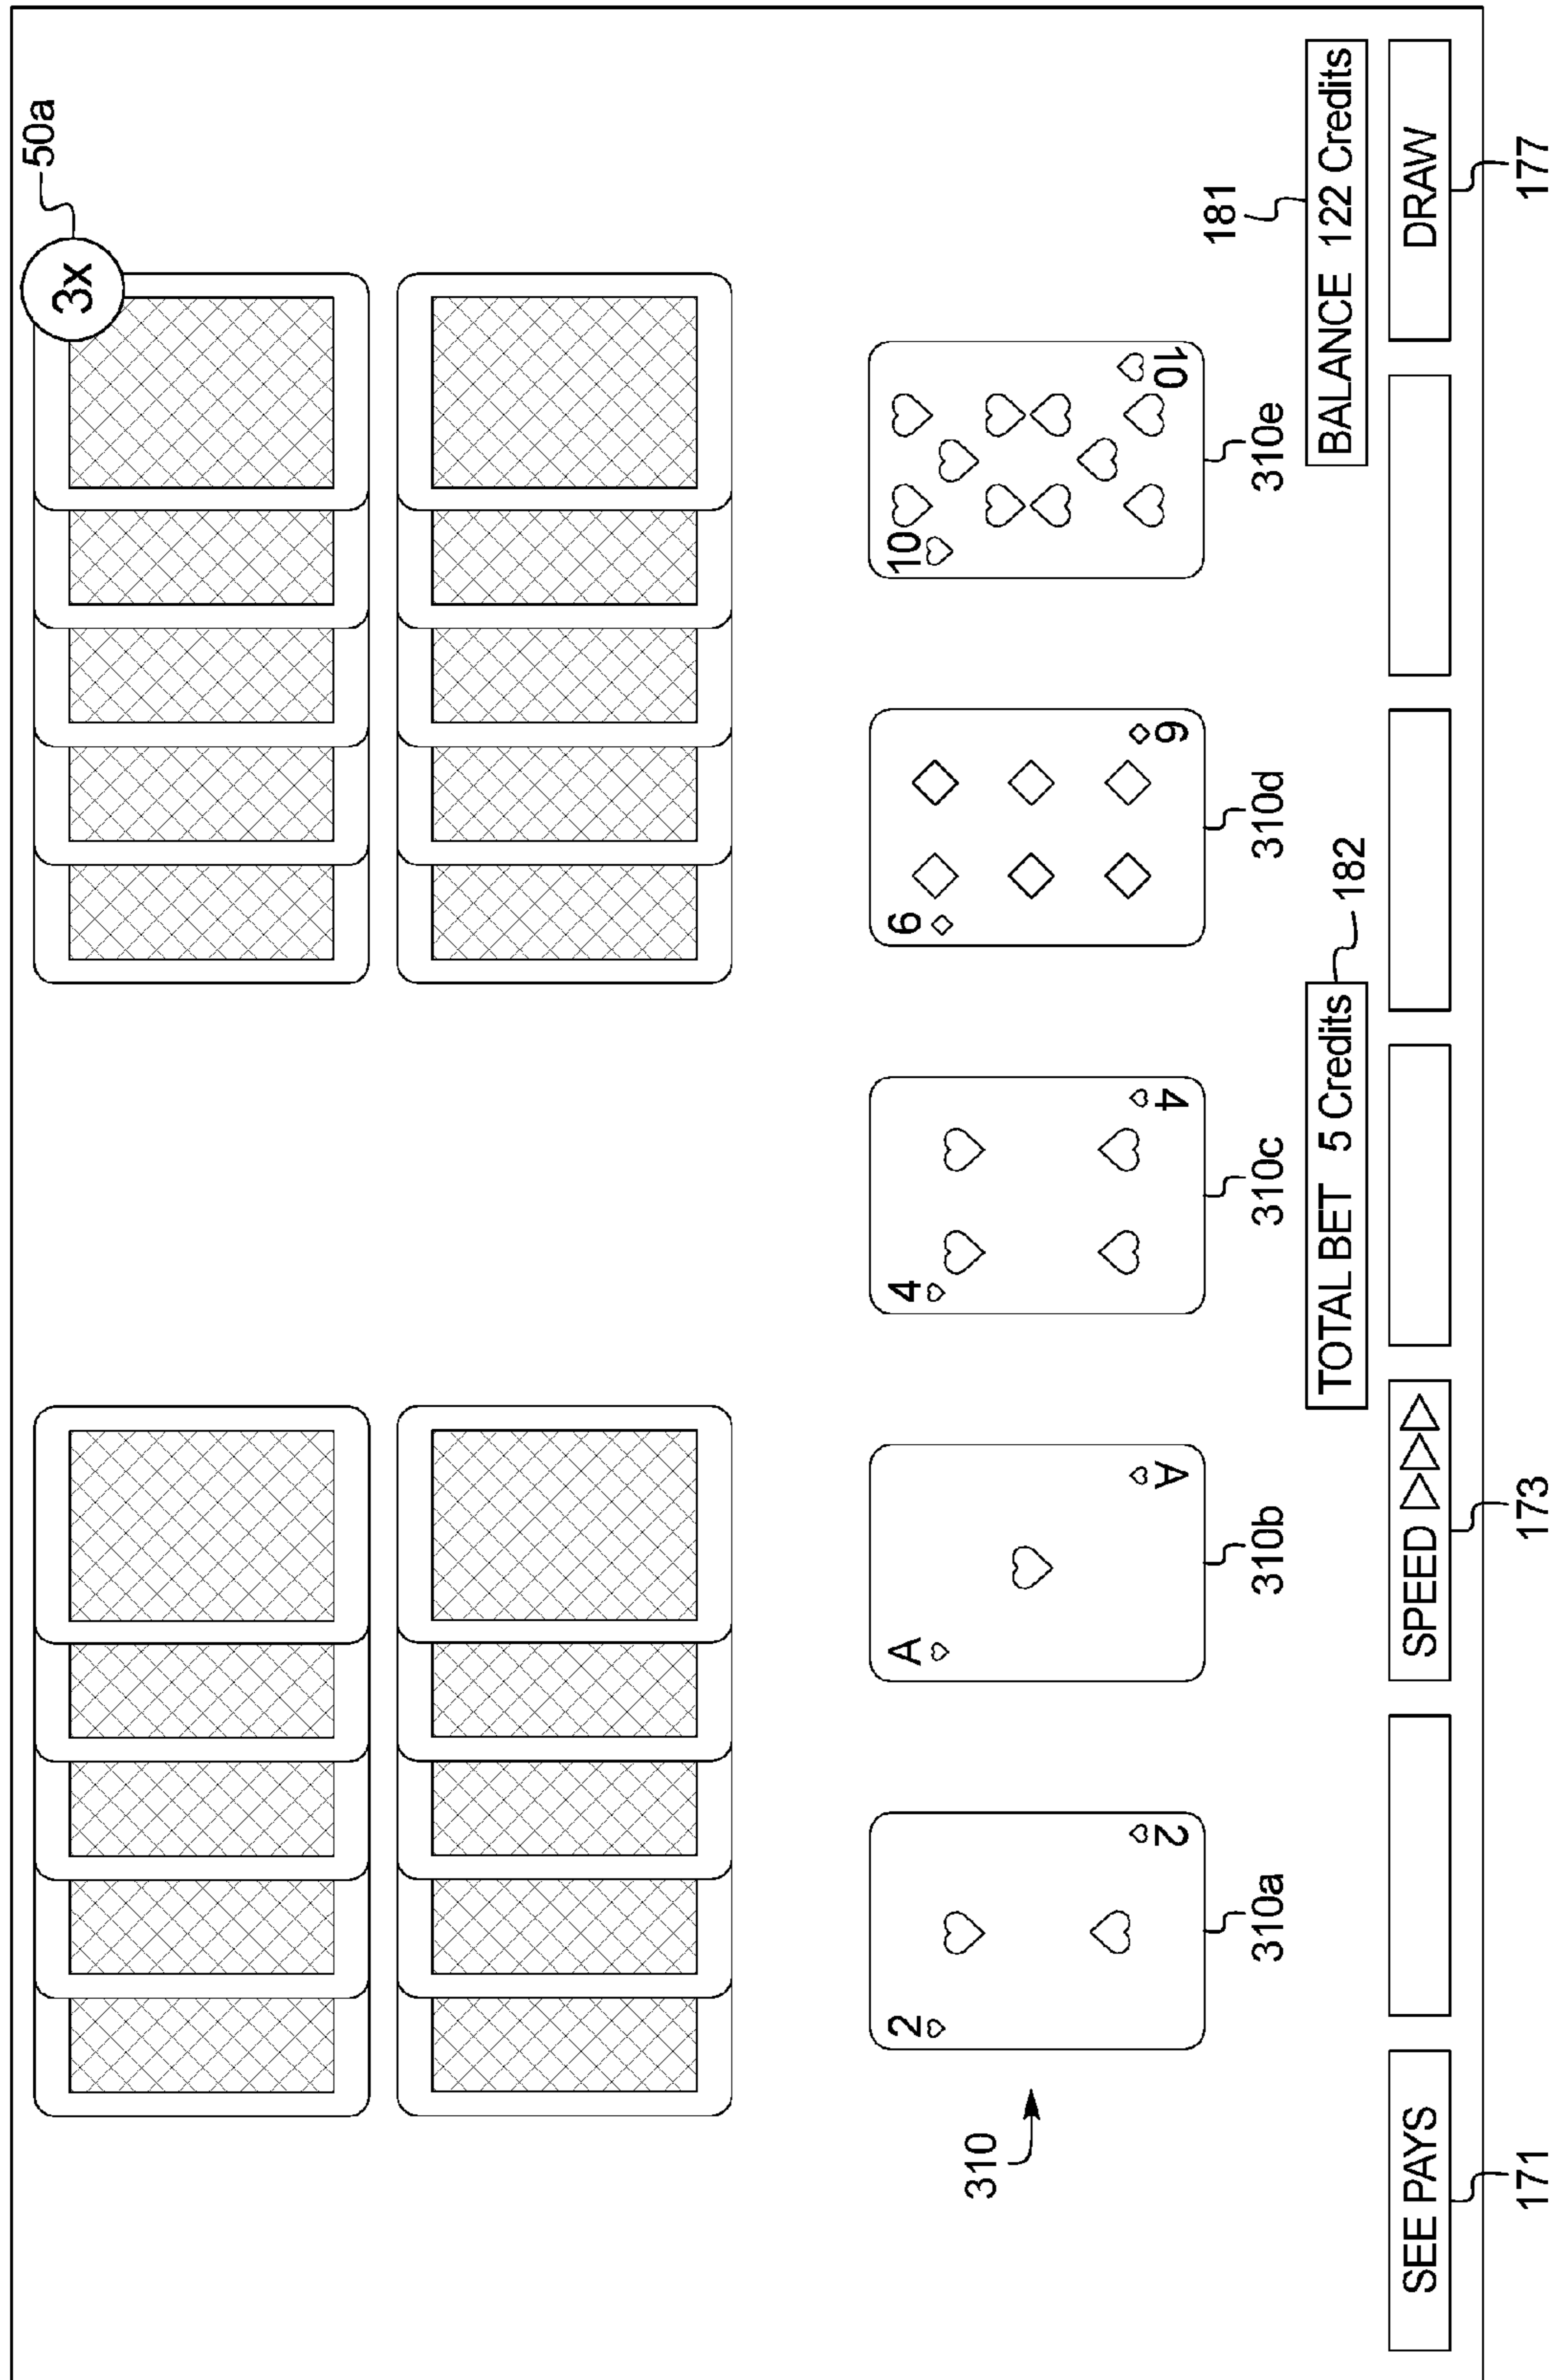 50a
3x
2
2
A
A
4
4
6
6
10
10
310
310a
310b
310c
310d
310e
181
TOTAL BET 5 Credits
182
BALANCE 122 Credits
SEE PAYS
SPEED
DRAW
171
173
177